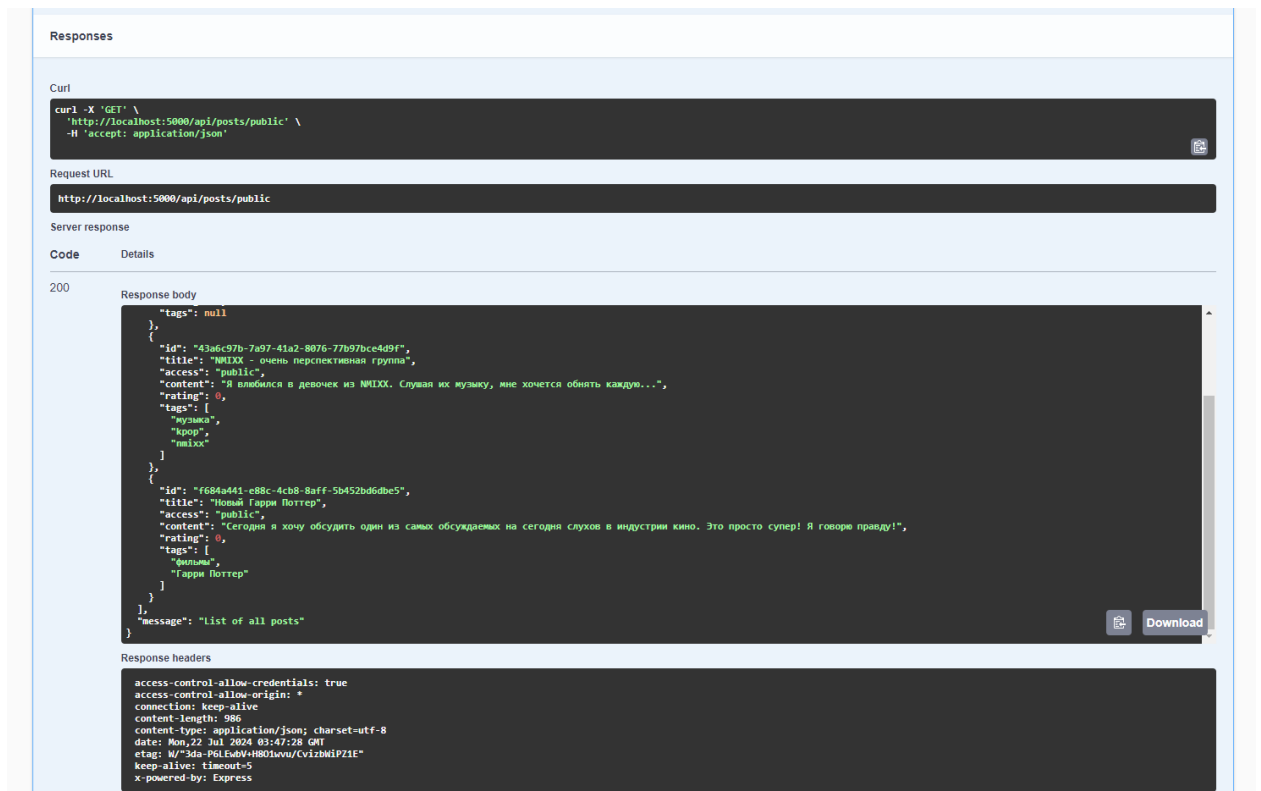 Responses
Curl
curl -X 'GET' \
'http://localhost:5000/api/posts/public' \
-H 'accept: application/json'
Request URL
http://localhost:5000/api/posts/public
Server response
Code Details
200
Response body
"tags": null
},
{
"id": "43a6c97b-7a97-41a2-8076-77b97bce4d9f",
"title": "NMIXX - очень перспективная группа",
"access": "public",
"content": "Я влюбился в девочек из NMIXX. Слушая их музыку, мне хочется обнять каждую...",
"rating": 0,
"tags": [
"музыка",
"kpop",
"nmixx"
]
},
{
"id": "f684a441-e88c-4cb8-8aff-5b452bd6dbe5",
"title": "Новый Гарри Поттер",
"access": "public",
"content": "Сегодня я хочу обсудить один из самых обсуждаемых на сегодня слухов в индустрии кино. Это просто супер! Я говорю правду!",
"rating": 0,
"tags": [
"фильмы",
"Гарри Поттер"
]
}
],
"message": "List of all posts"
}
Download
Response headers
access-control-allow-credentials: true
access-control-allow-origin: *
connection: keep-alive
content-length: 986
content-type: application/json; charset=utf-8
date: Mon,22 Jul 2024 03:47:28 GMT
etag: W/"3da-P6LEwbV+H8O1wvu/CvizbWiPZ1E"
keep-alive: timeout=5
x-powered-by: Express